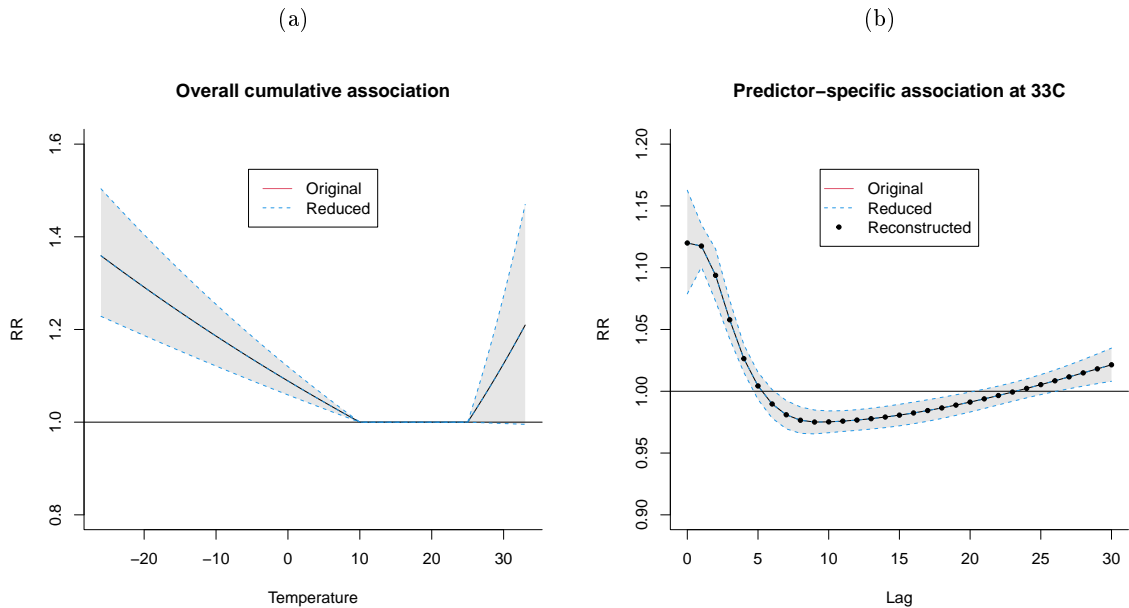 (a)
Overall cumulative association
RR
1.6
1.4
1.2
1.0
0.8
Original
Reduced
−20 −10 0 10 20 30
Temperature
(b)
Predictor−specific association at 33C
RR
1.20
1.15
1.10
1.05
1.00
0.95
0.90
Original
Reduced
Reconstructed
0 5 10 15 20 25 30
Lag